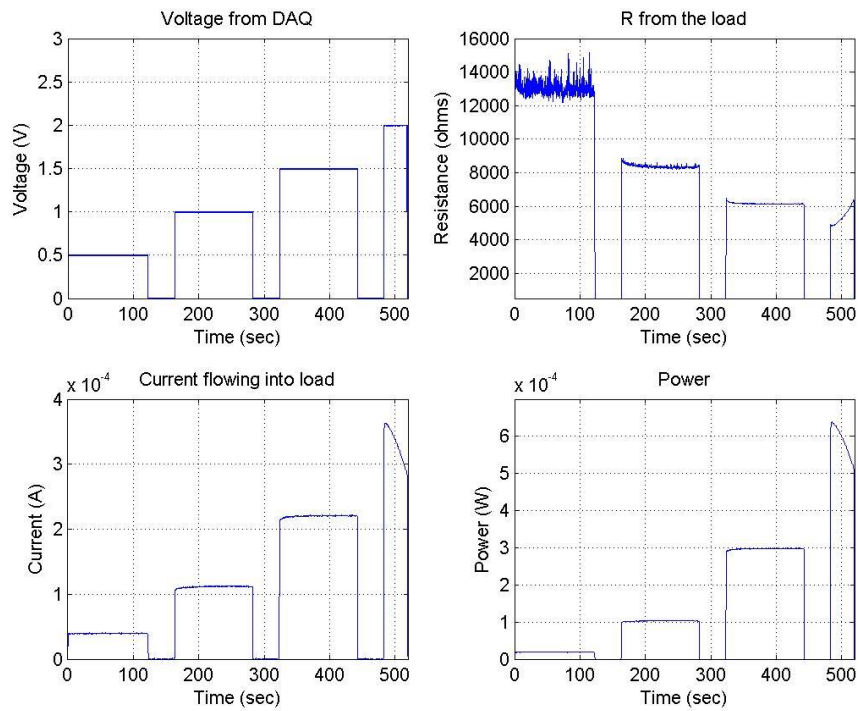 Voltage from DAQ
3
2.5
2
1.5
1
0.5
0
Voltage (V)
0 100 200 300 400 500
Time (sec)
R from the load
16000
14000
12000
10000
8000
6000
4000
2000
Resistance (ohms)
0 100 200 300 400 500
Time (sec)
Current flowing into load
x 10-4
4
3
2
1
0
Current (A)
0 100 200 300 400 500
Time (sec)
Power
x 10-4
6
5
4
3
2
1
0
Power (W)
0 100 200 300 400 500
Time (sec)